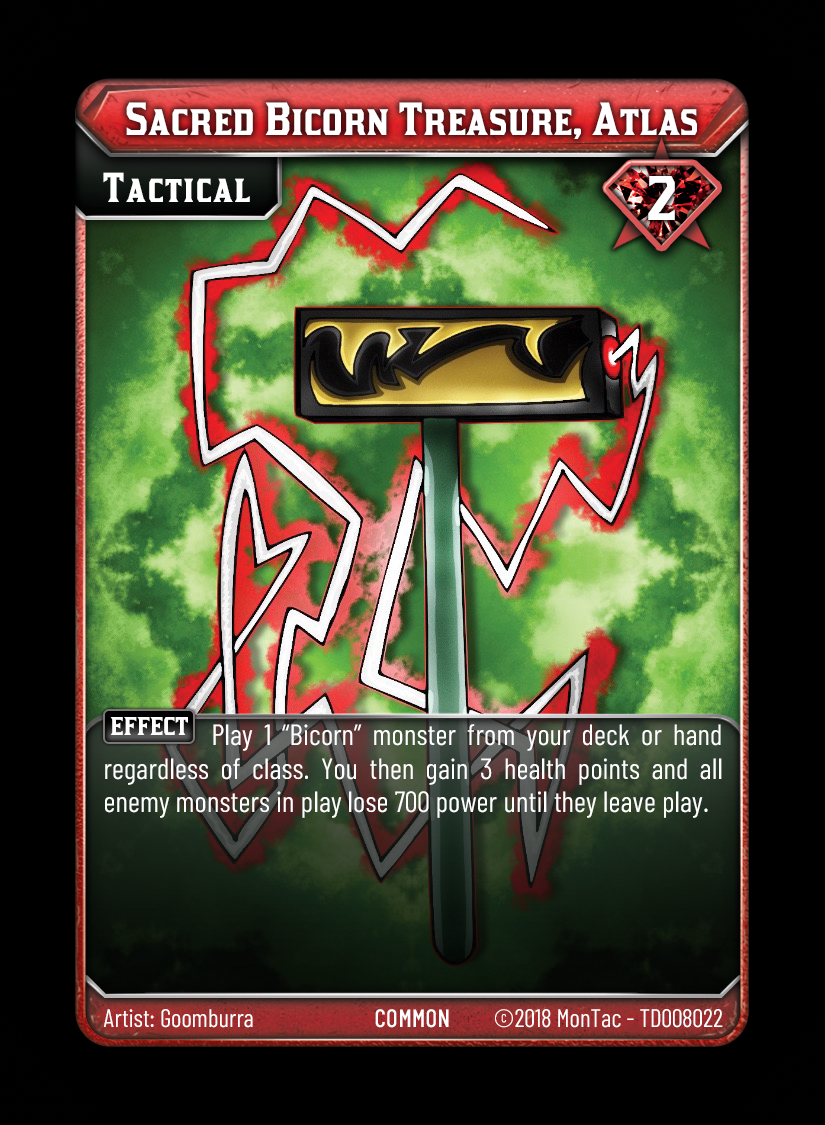 SACRED BICORN TREASURE, ATLAS
TACTICAL
2
EFFECT Play 1 “Bicorn” monster from your deck or hand
regardless of class. You then gain 3 health points and all
enemy monsters in play lose 700 power until they leave play.
Artist: Goomburra COMMON ©2018 MonTac - TD008022